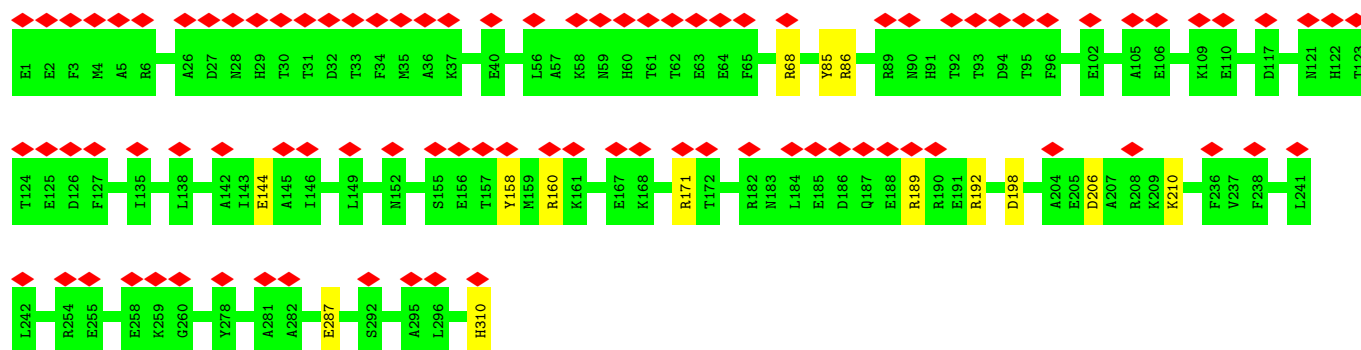 E1 E2 F3 M4 A5 R6 A26 D27 N28 H29 T30 T31 D32 T33 F34 M35 A36 K37 E40 L56 A57 K58 N59 H60 T61 T62 E63 E64 F65 R68 Y85 R86 R89 N90 H91 T92 T93 D94 T95 F96 E102 A105 E106 K109 E110 D117 N121 H122 T123
T124 E125 D126 F127 I135 L138 A142 I143 E144 A145 I146 L149 N152 S155 E156 T157 Y158 M159 R160 K161 E167 K168 R171 T172 R182 N183 L184 E185 D186 Q187 E188 R189 R190 E191 R192 D198 A204 E205 D206 A207 R208 K209 K210 F236 V237 F238 L241
L242 R254 E255 E258 K259 G260 Y278 A281 A282 E287 S292 A295 L296 H310